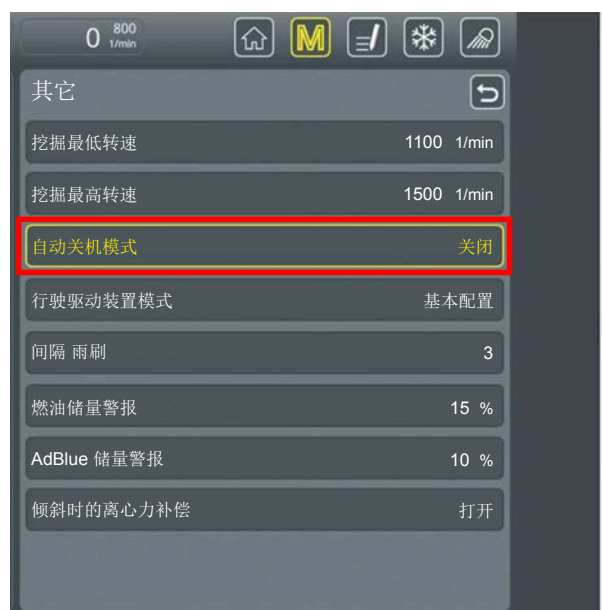 0 800 1/min M
其它
挖掘最低转速 1100 1/min
挖掘最高转速 1500 1/min
自动关机模式 关闭
行驶驱动装置模式 基本配置
间隔 雨刷 3
燃油储量警报 15 %
AdBlue 储量警报 10 %
倾斜时的离心力补偿 打开